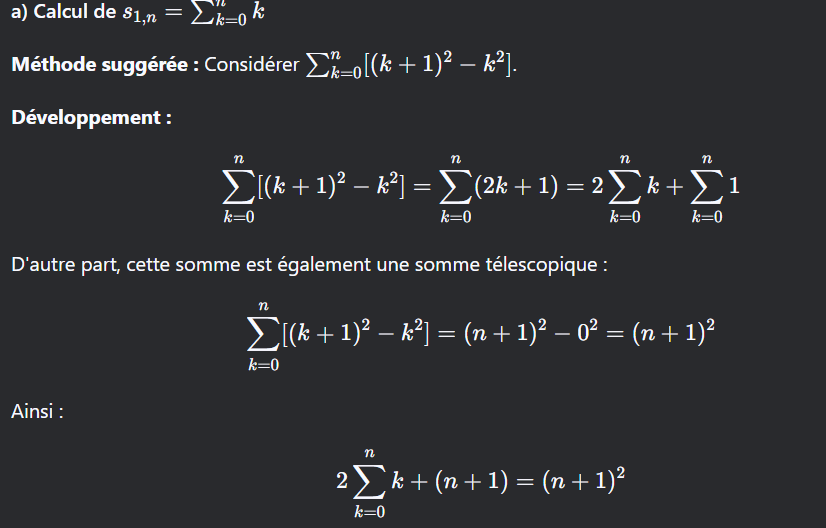 a) Calcul de $s_{1,n} = \sum_{k=0}^{n} k$
Méthode suggérée : Considérer $\sum_{k=0}^{n} [(k+1)^2 - k^2]$.
Développement :
$\sum_{k=0}^{n} [(k+1)^2 - k^2] = \sum_{k=0}^{n} (2k+1) = 2 \sum_{k=0}^{n} k + \sum_{k=0}^{n} 1$
D'autre part, cette somme est également une somme télescopique :
$\sum_{k=0}^{n} [(k+1)^2 - k^2] = (n+1)^2 - 0^2 = (n+1)^2$
Ainsi :
$2 \sum_{k=0}^{n} k + (n+1) = (n+1)^2$